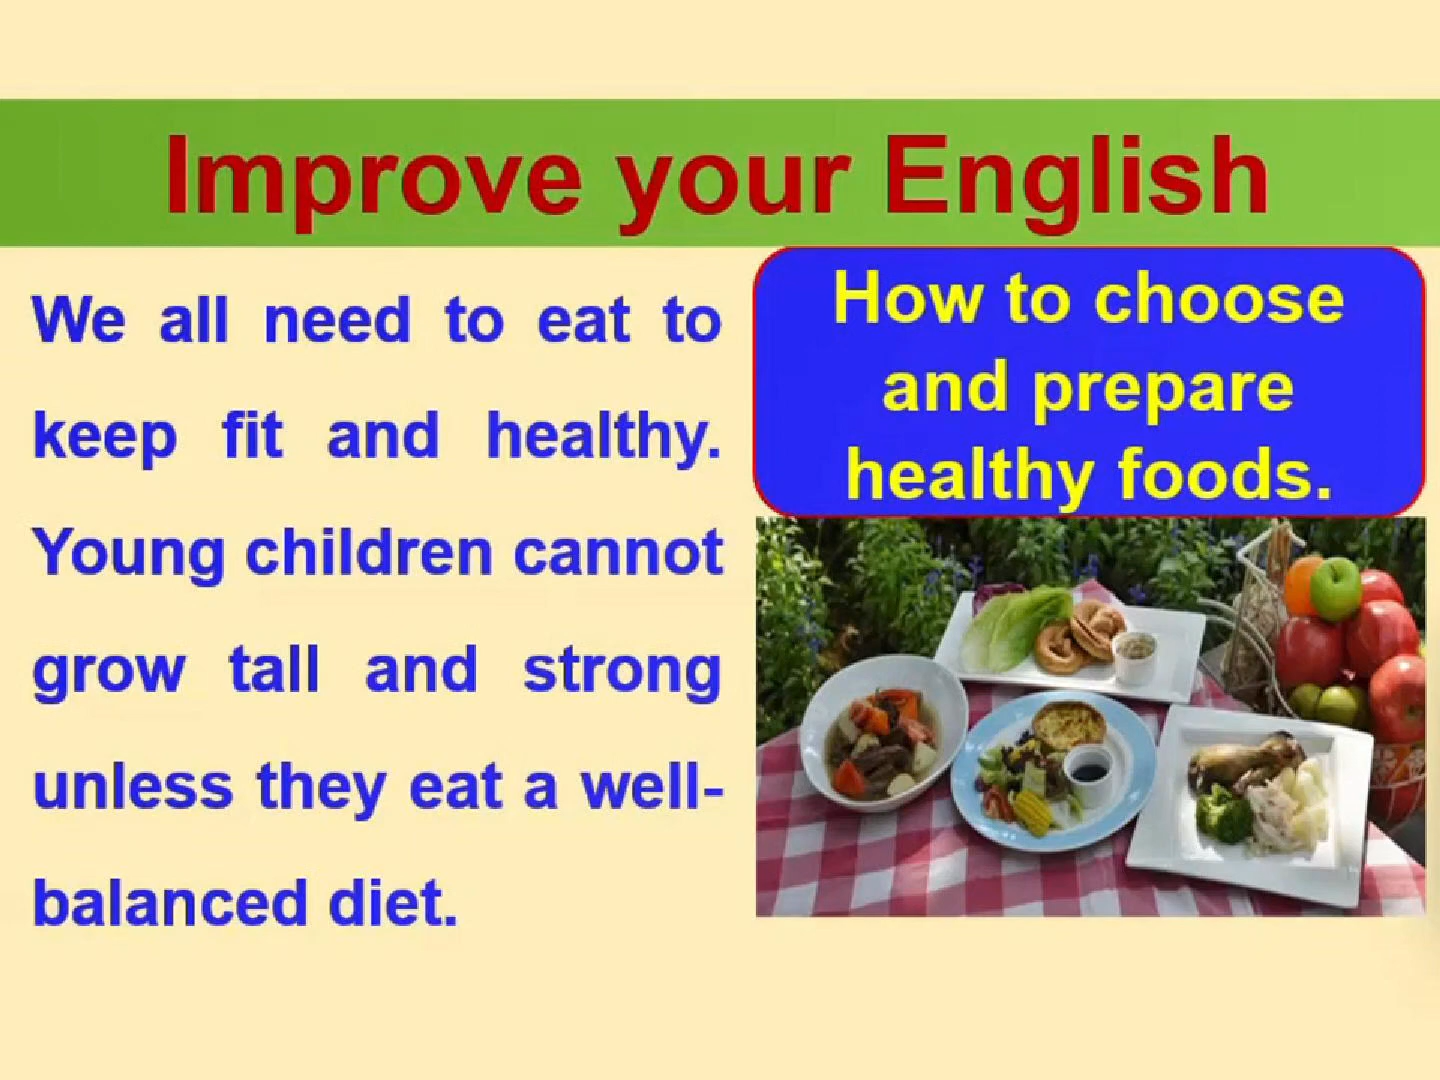 Improve your English
We all need to eat to
keep fit and healthy.
Young children cannot
grow tall and strong
unless they eat a well-
balanced diet.
How to choose
and prepare
healthy foods.